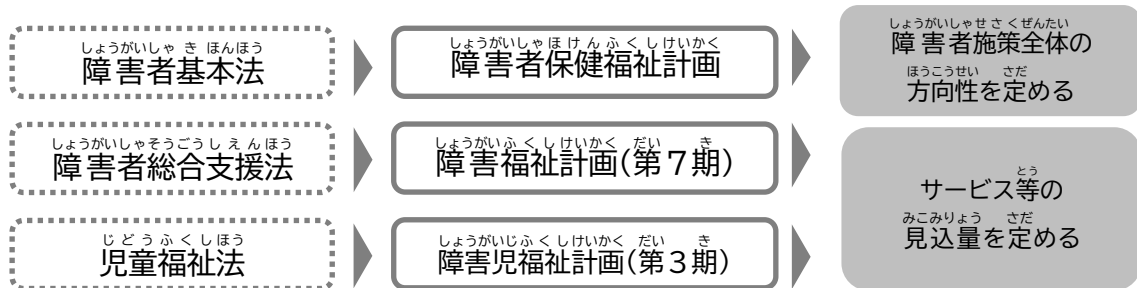 しょうがいしゃきほんほう
障害者基本法
しょうがいしゃほけんふくしけいかく
障害者保健福祉計画
しょうがいしゃせさくぜんたい
障害者施策全体の
ほうこうせい さだ
方向性を定める
しょうがいしゃそうごうしえんほう
障害者総合支援法
しょうがいふくしけいかく だい き
障害福祉計画(第７期)
じどうふくしほう
児童福祉法
しょうがいじふくしけいかく だい き
障害児福祉計画(第３期)
とう
サービス等の
みこみりょう さだ
見込量を定める